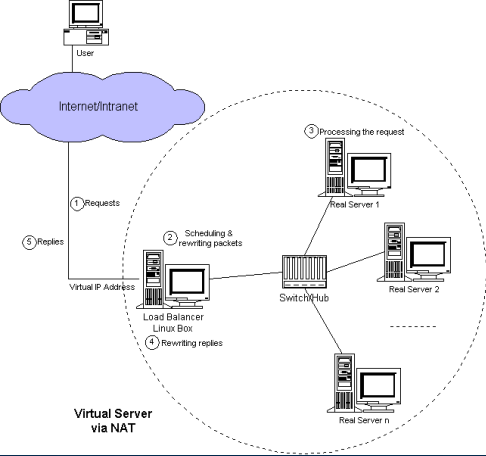 User
Internet/Intranet
3 Processing the request
Real Server 1
1 Requests
2 Scheduling &
rewriting packets
5 Replies
Virtual IP Address
Switch/Hub
Real Server 2
Load Balancer
Linux Box
4 Rewriting replies
Virtual Server
via NAT
Real Server n